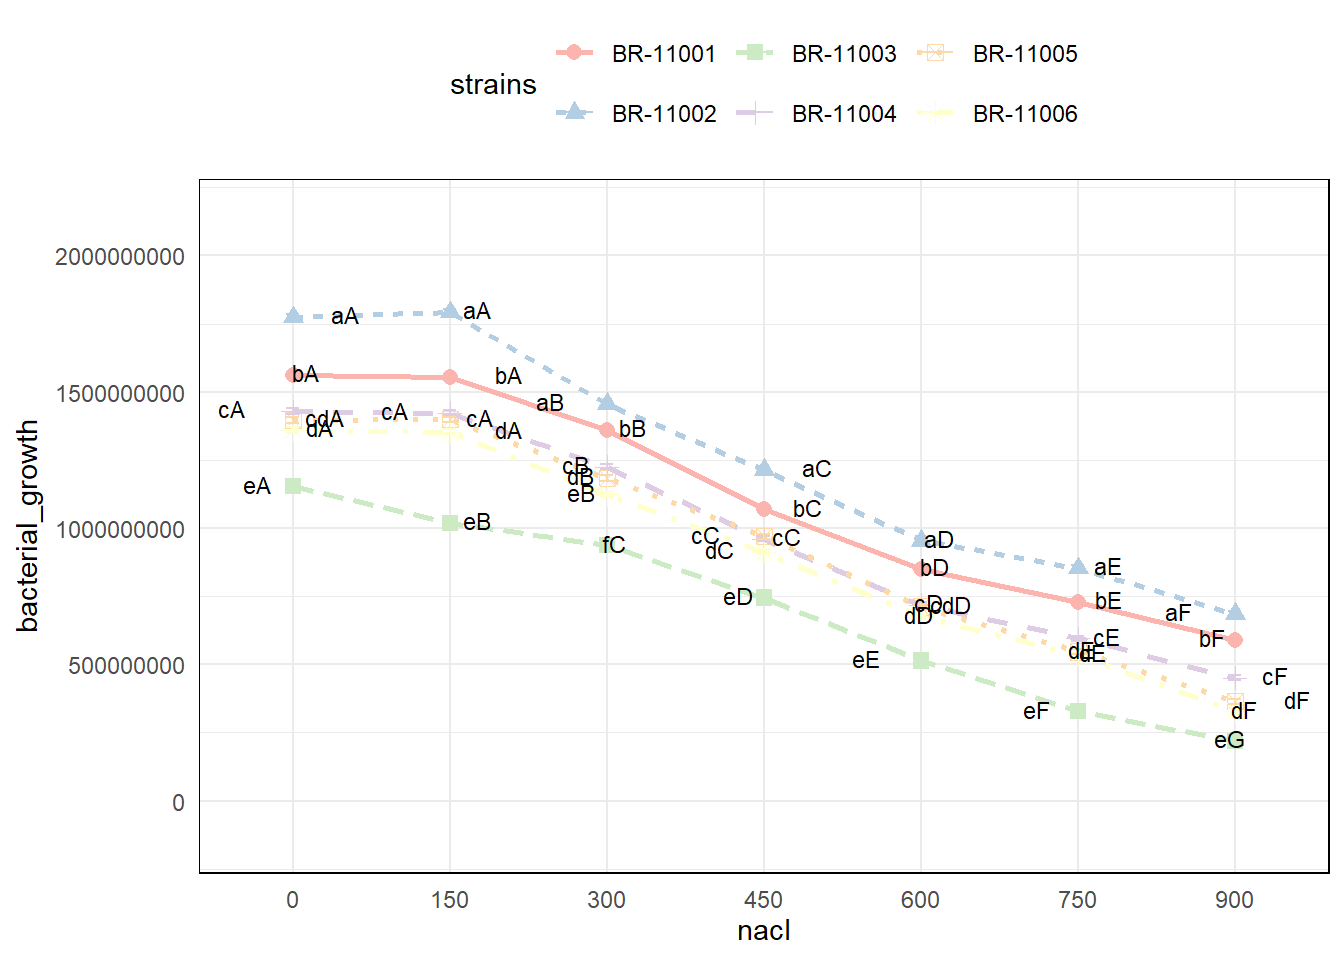 BR-11001 BR-11003 BR-11005
strains
BR-11002 BR-11004 BR-11006
2000000000
aA aA
bA bA
1500000000
aB
cA cA
cdA cA
dA dA bB
cB
dB
eB
aC
eA
bC
eB
1000000000
cC cC
fC
dC
aD
bD
aE
eD
cD cdD
bE
dD
aF
bF
cE
dE
dE
500000000
eE
cF
dF
eF
dF
eG
0
0 150 300 450 600 750 900
nacl
bacterial_growth